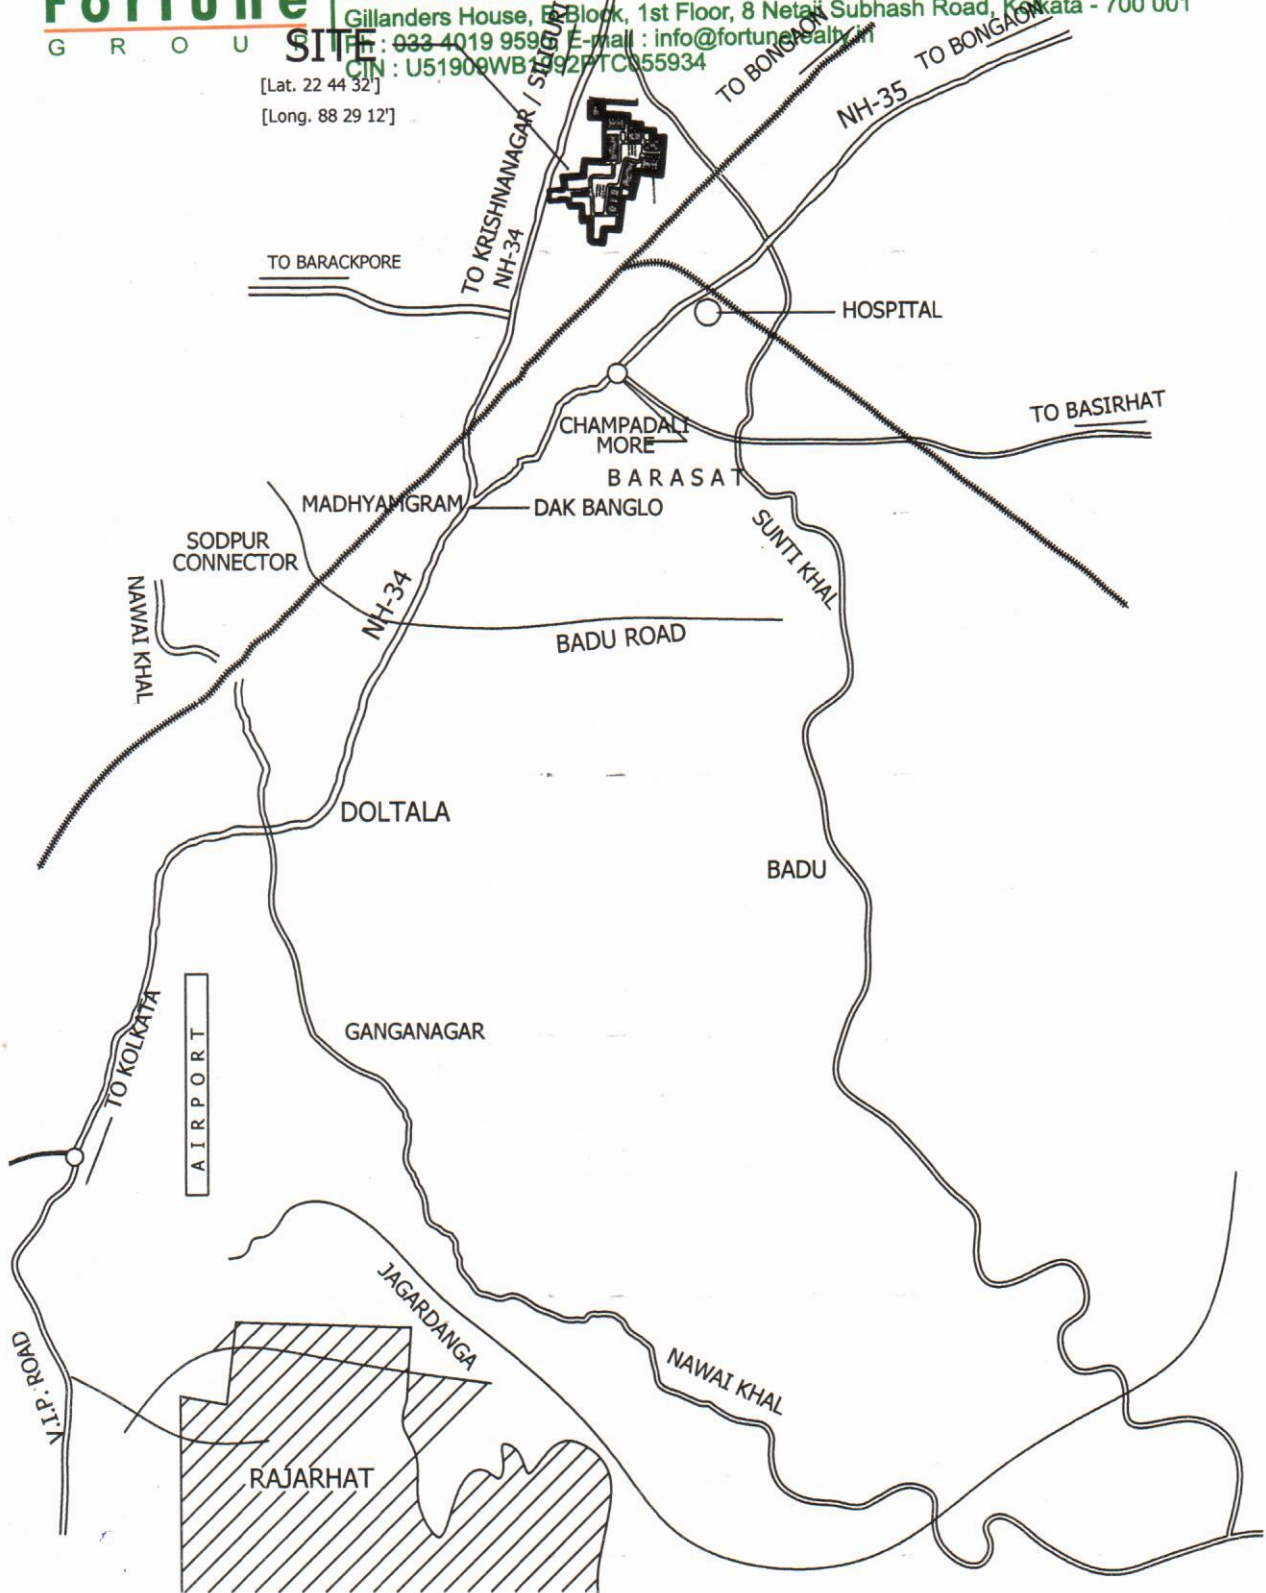 Fortune
GROUP
Gillanders House, E-Block, 1st Floor, 8 Netaji Subhash Road, Kolkata - 700 001
Ph : 033 4019 959 E-mail : info@fortunerealty.in
CIN : U51909WB1992PTC055934
SITE
[Lat. 22 44 32']
[Long. 88 29 12']
TO KRISHNANAGAR / SILIGURI
NH-34
TO BONGAON
TO BONGAON
NH-35
TO BARACKPORE
HOSPITAL
TO BASIRHAT
CHAMPADALI
MORE
BARASAT
MADHYAMGRAM
DAK BANGLO
SODPUR
CONNECTOR
SUNTI KHAL
NAWAI KHAL
NH-34
BADU ROAD
DOLTALA
BADU
TO KOLKATA
AIRPORT
GANGANAGAR
JAGARDANGA
V.I.P. ROAD
NAWAI KHAL
RAJARHAT